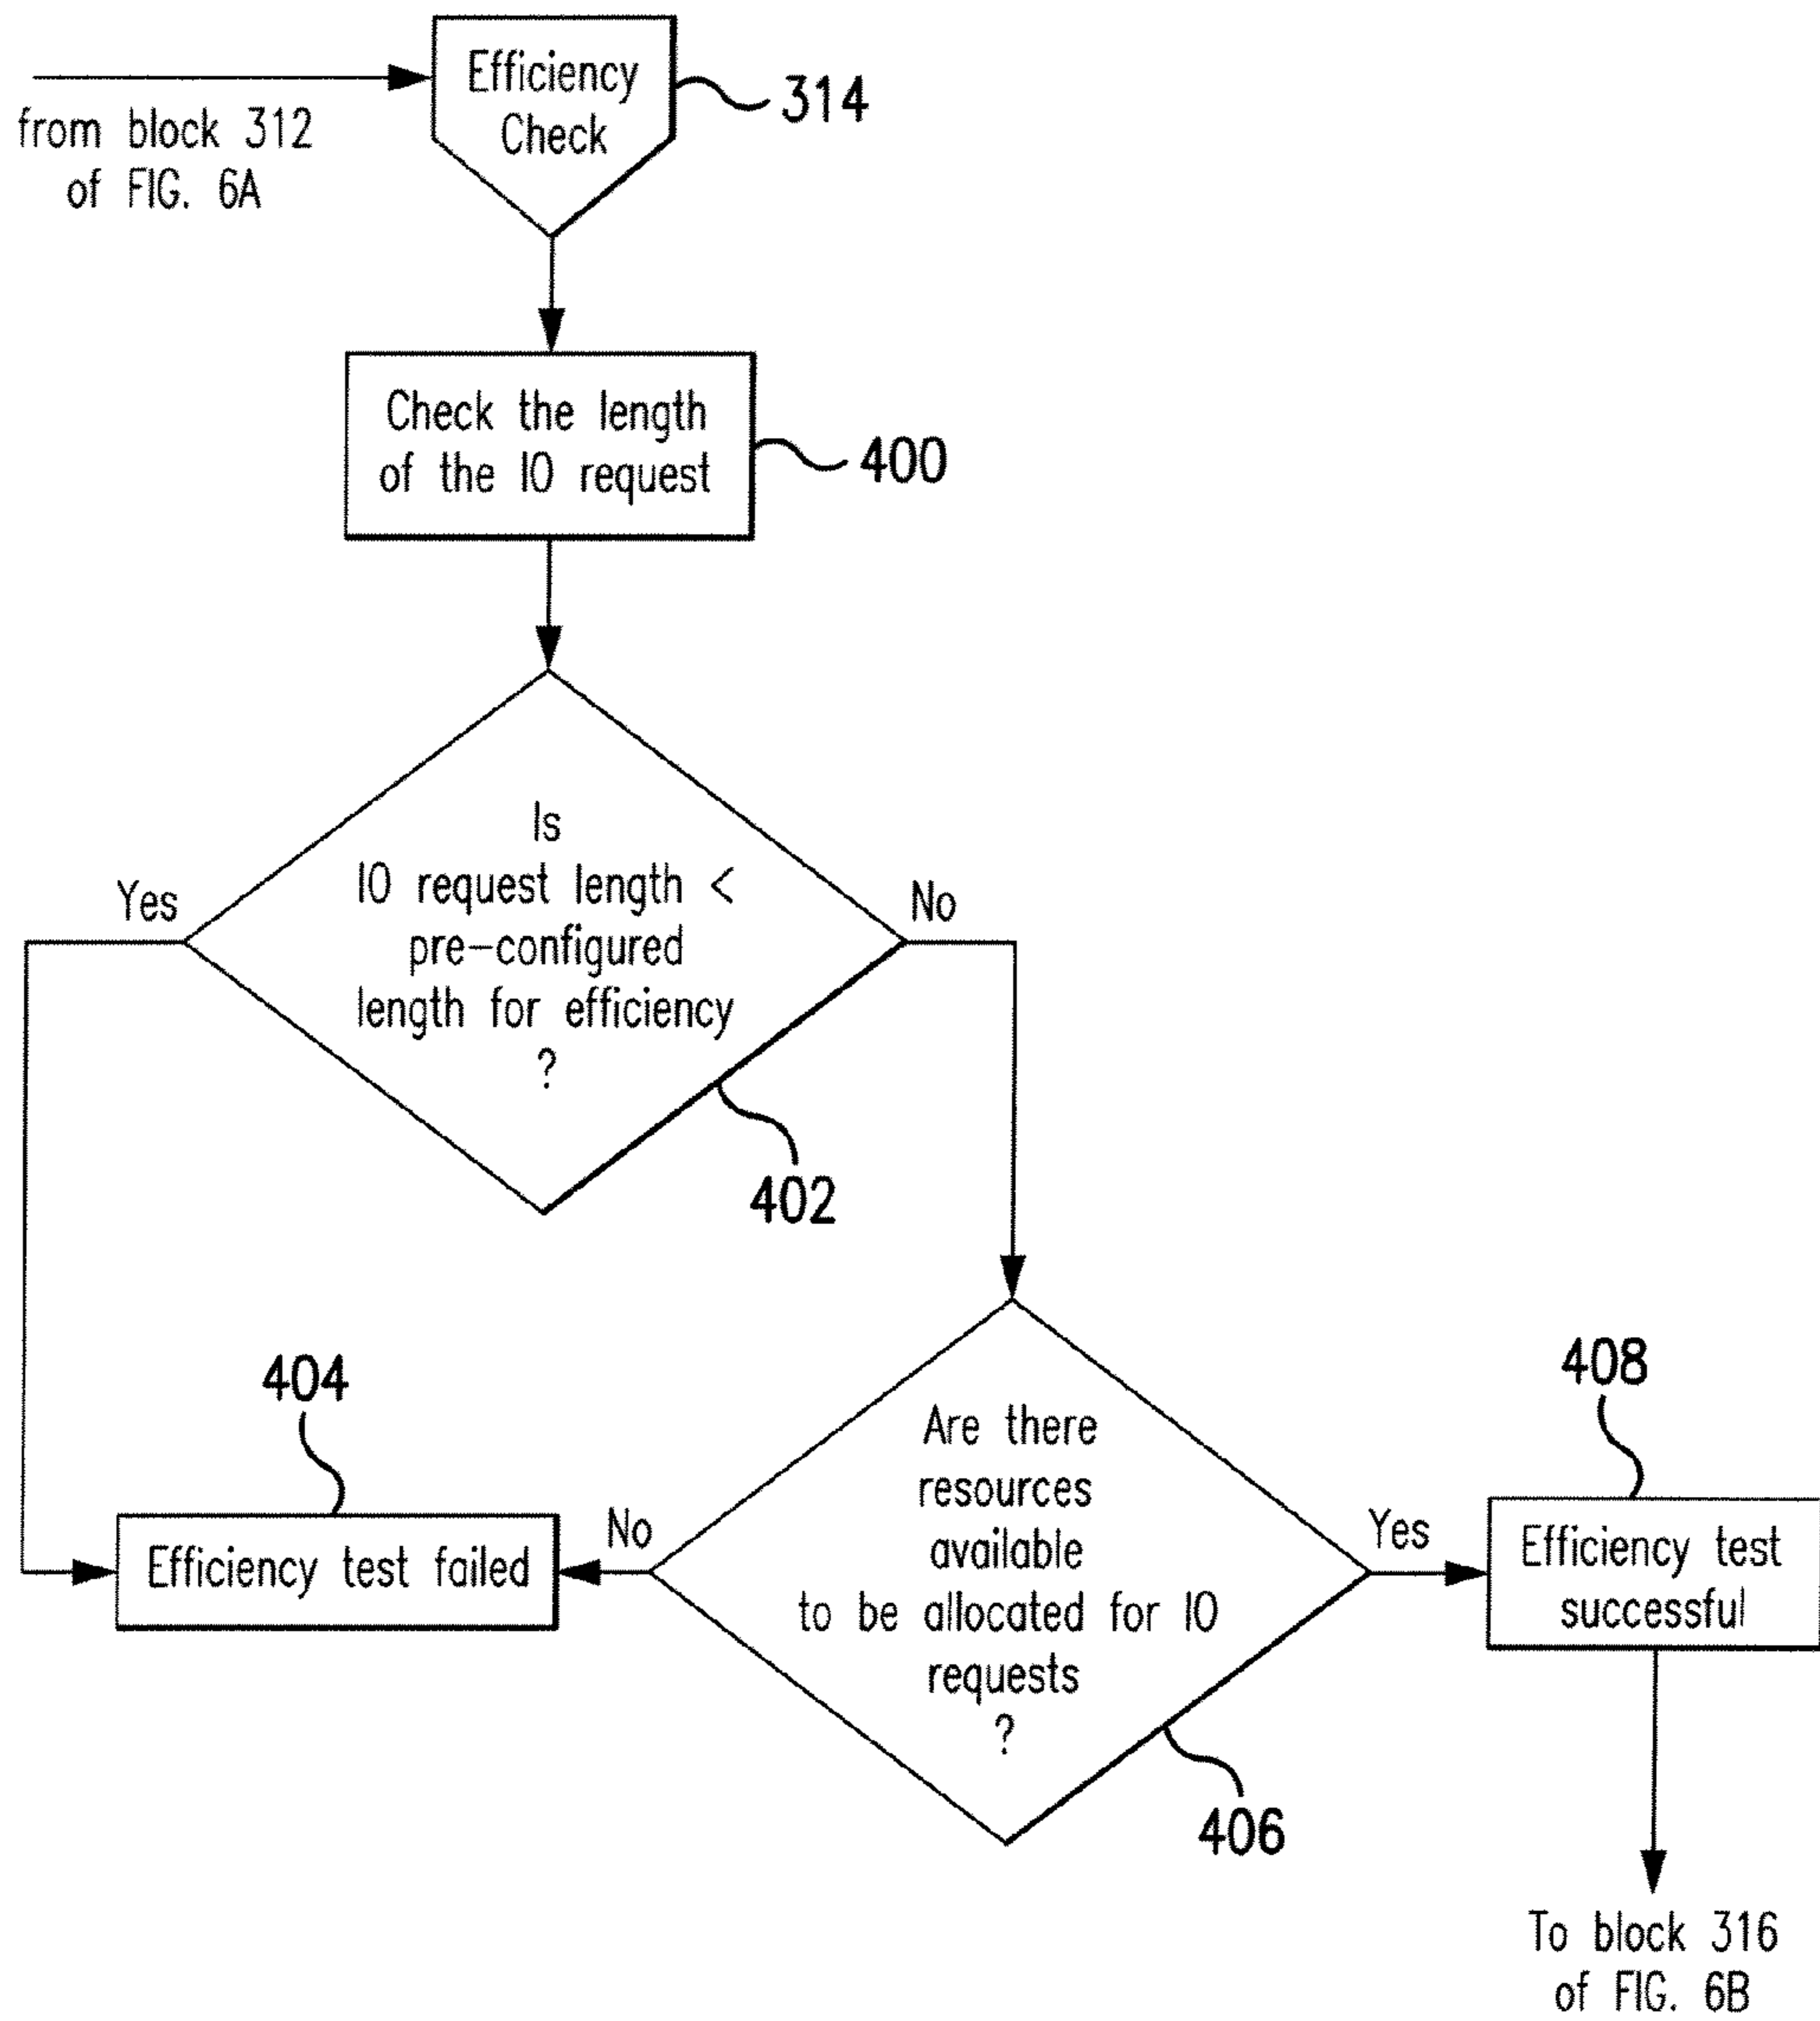 Efficiency
Check
314
from block 312
of FIG. 6A
Check the length
of the IO request
400
Is
IO request length <
pre-configured
length for efficiency
?
Yes
No
402
404
Efficiency test failed
No
Are there
resources
available
to be allocated for IO
requests
?
406
Yes
408
Efficiency test
successful
To block 316
of FIG. 6B